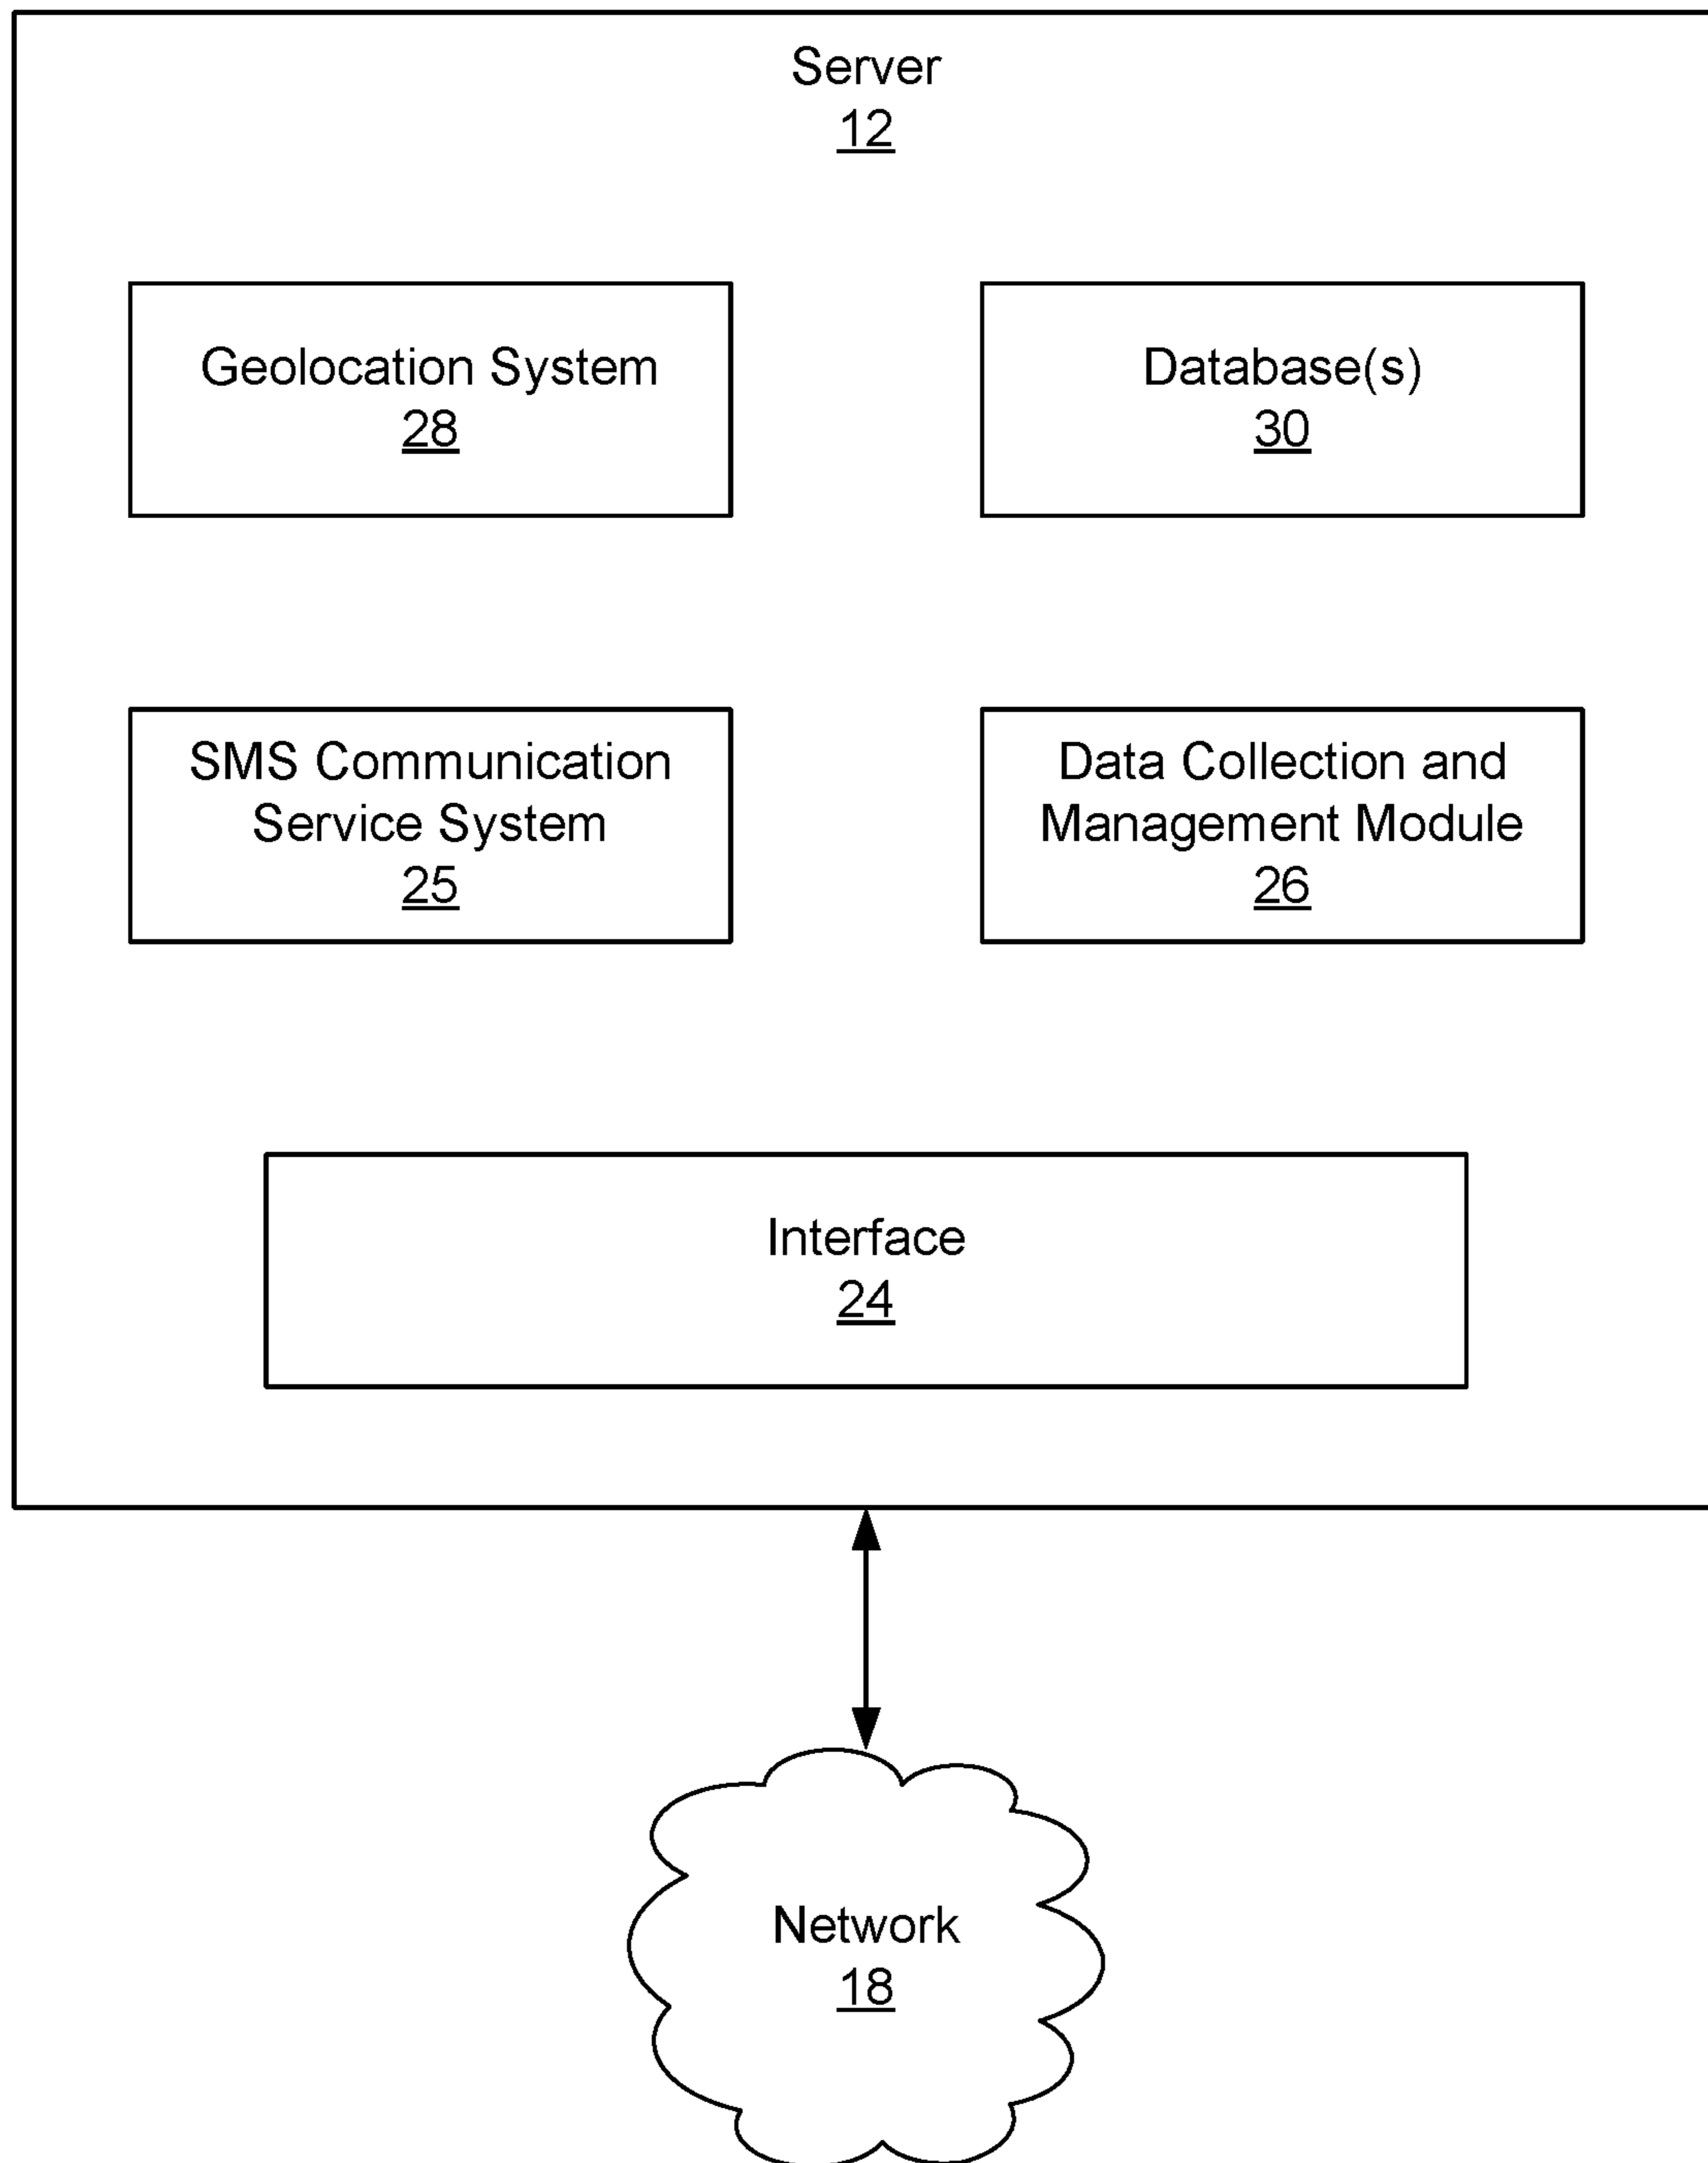 Server
12
Geolocation System
28
Database(s)
30
SMS Communication
Service System
25
Data Collection and
Management Module
26
Interface
24
Network
18